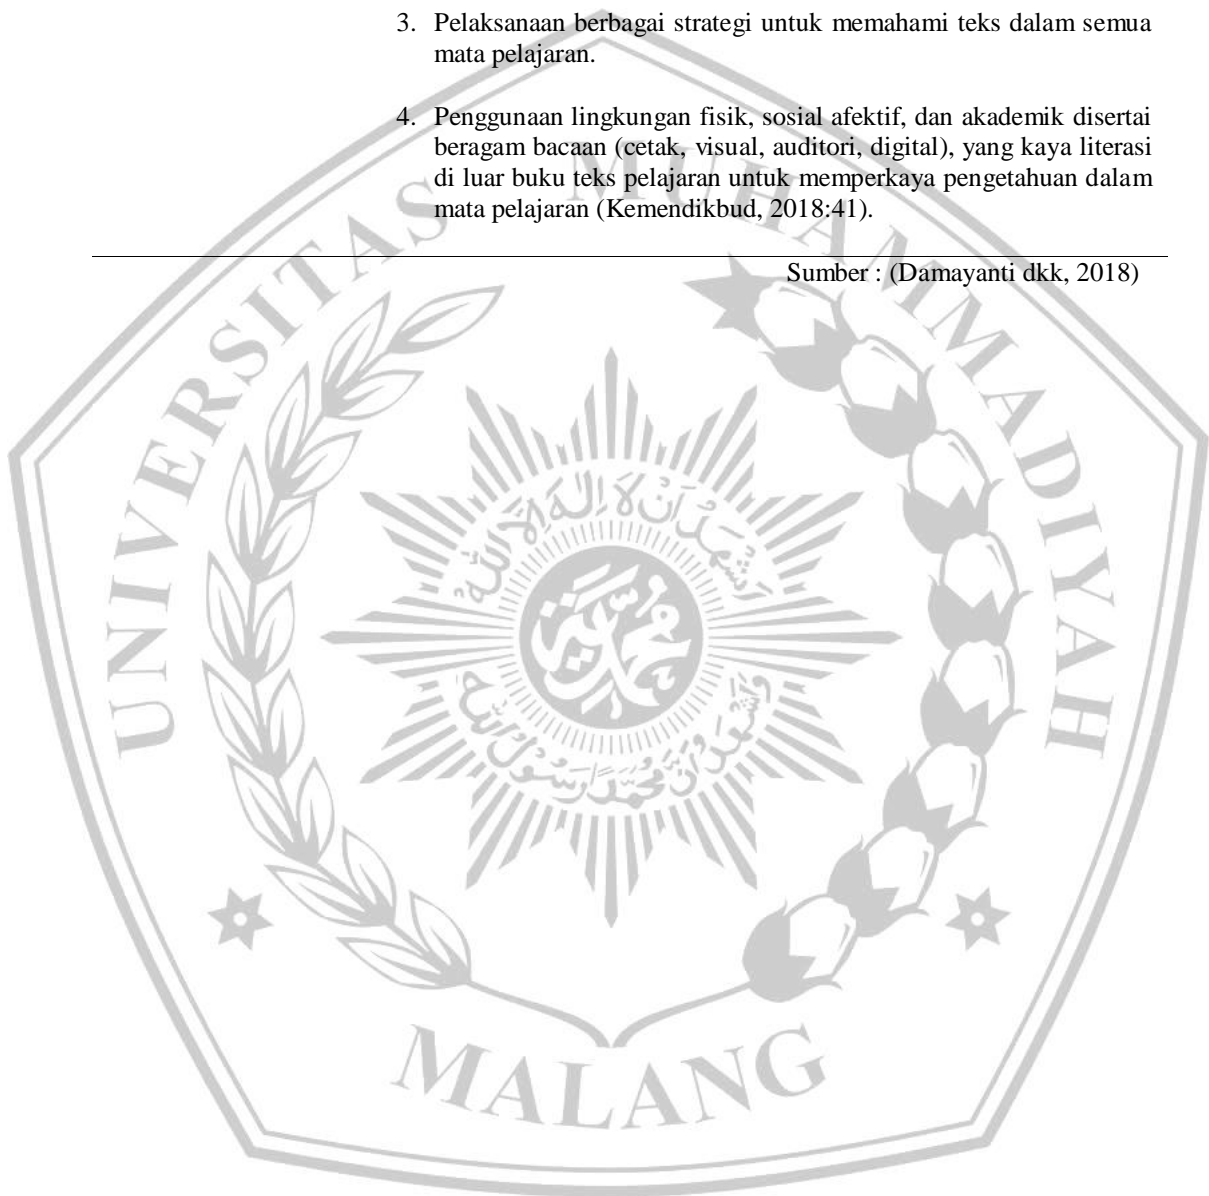 3. Pelaksanaan berbagai strategi untuk memahami teks dalam semua
mata pelajaran.
4. Penggunaan lingkungan fisik, sosial afektif, dan akademik disertai
beragam bacaan (cetak, visual, auditori, digital), yang kaya literasi
di luar buku teks pelajaran untuk memperkaya pengetahuan dalam
mata pelajaran (Kemendikbud, 2018:41).
Sumber : (Damayanti dkk, 2018)
UNIVERSITAS MUHAMMADIYAH
MALANG